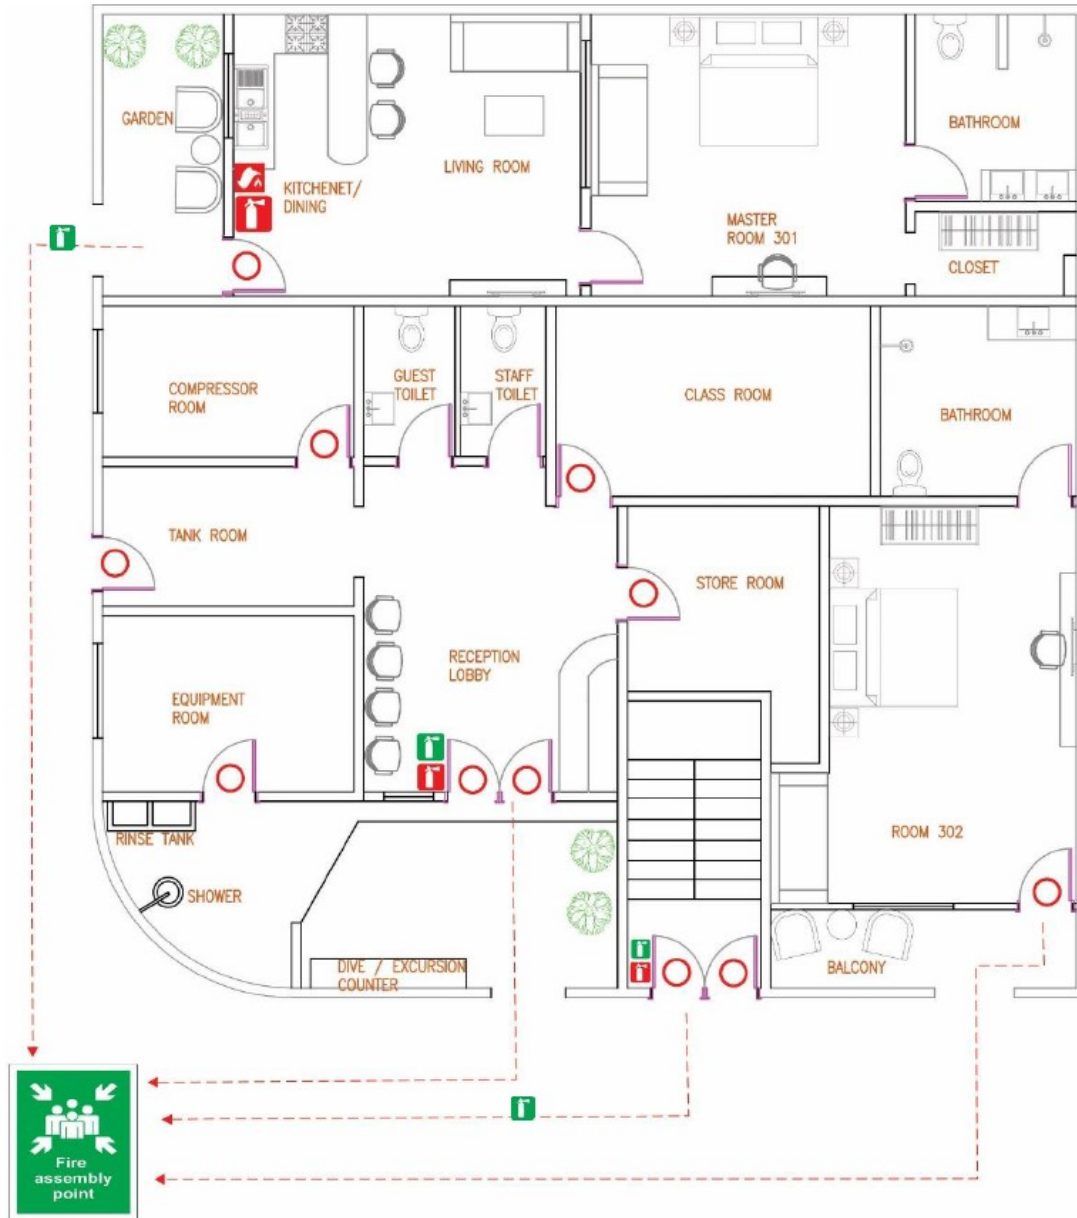 GARDEN
KITCHENET/
DINING
LIVING ROOM
MASTER
ROOM 301
BATHROOM
CLOSET
COMPRESSOR
ROOM
GUEST
TOILET
STAFF
TOILET
CLASS ROOM
BATHROOM
TANK ROOM
STORE ROOM
RECEPTION
LOBBY
EQUIPMENT
ROOM
RINSE TANK
SHOWER
DIVE / EXCURSION
COUNTER
ROOM 302
BALCONY
Fire
assembly
point